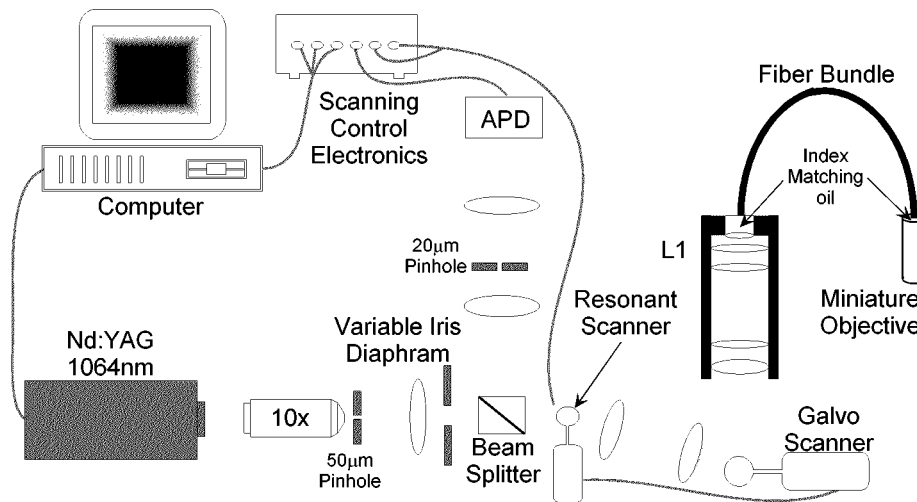 Scanning
Control
Electronics
APD
Fiber Bundle
Index
Matching
oil
Computer
L1
20μm
Pinhole
Resonant
Scanner
Miniature
Objective
Variable Iris
Diaphram
Nd:YAG
1064nm
10x
50μm
Pinhole
Beam
Splitter
Galvo
Scanner